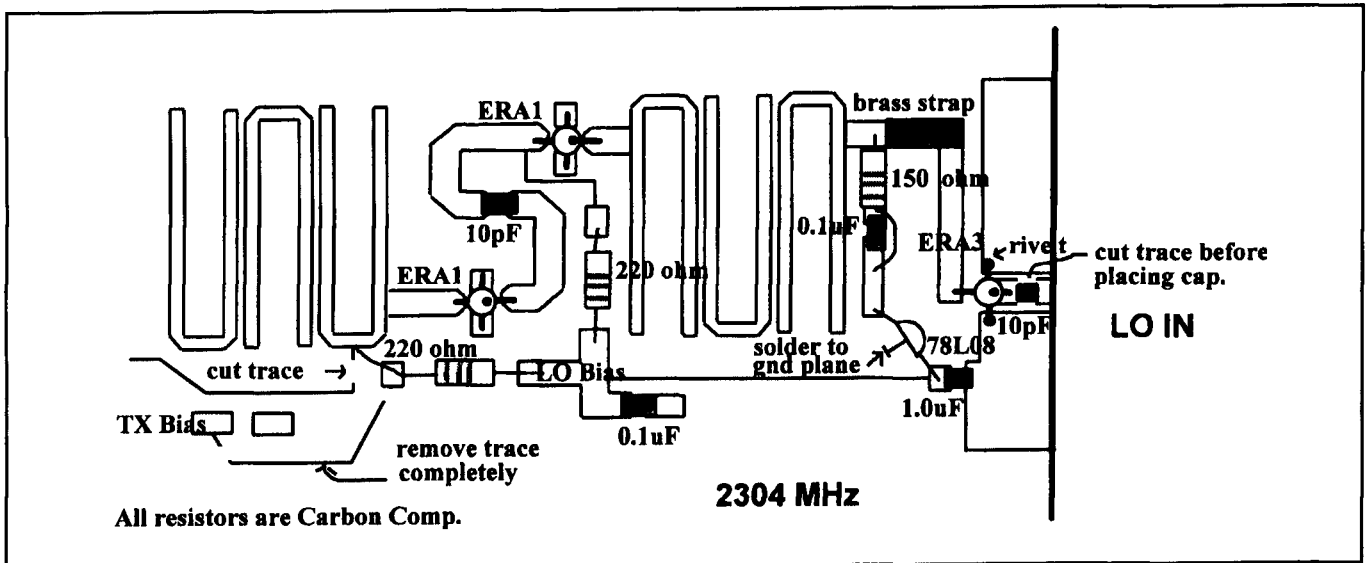 brass strap
ERA1
150 ohm
10pF
0.1uF
ERA3
rivet
cut trace before
placing cap.
ERA1
220 ohm
10pF
LO IN
220 ohm
solder to
gnd plane
78L08
cut trace
LO Bias
1.0uF
TX Bias
0.1uF
remove trace
completely
2304 MHz
All resistors are Carbon Comp.